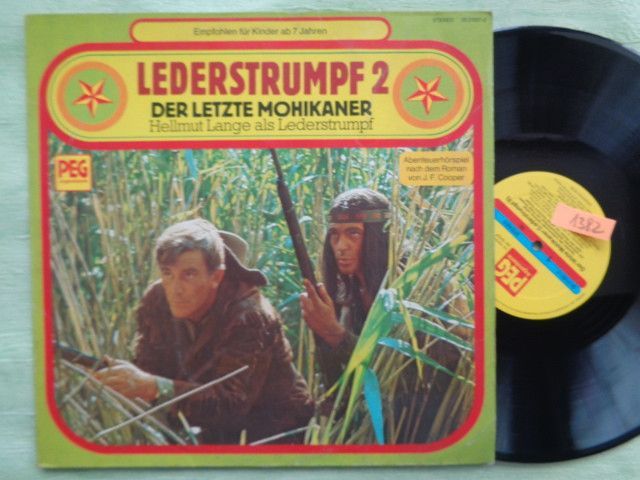 Empfohlen für Kinder ab 7 Jahren
STEREO
LEDERSTRUMPF 2
DER LETZTE MOHIKANER
Hellmut Lange als Lederstrumpf
PEG
Abenteuerhörspiel
nach dem Roman
von J. F. Cooper
1382
PEG